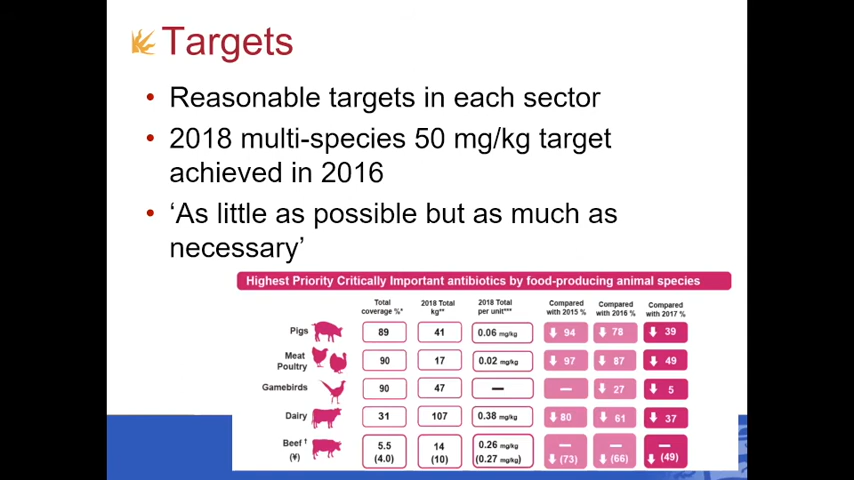 Targets
• Reasonable targets in each sector
• 2018 multi-species 50 mg/kg target
achieved in 2016
• ‘As little as possible but as much as
necessary’
Highest Priority Critically Important antibiotics by food-producing animal species
Total coverage %* 2018 Total kg** 2018 Total per unit*** Compared with 2015 % Compared with 2016 % Compared with 2017 %
Pigs 89 41 0.06 mg/kg ↓ 94 ↓ 78 ↓ 39
Meat Poultry 90 17 0.02 mg/kg ↓ 97 ↓ 87 ↓ 49
Gamebirds 90 47 — — ↓ 27 ↓ 5
Dairy 31 107 0.38 mg/kg ↓ 80 ↓ 61 ↓ 37
Beef † 5.5 14 0.26 mg/kg — — —
(¥) (4.0) (10) (0.27 mg/kg) ↓ (73) ↓ (66) ↓ (49)